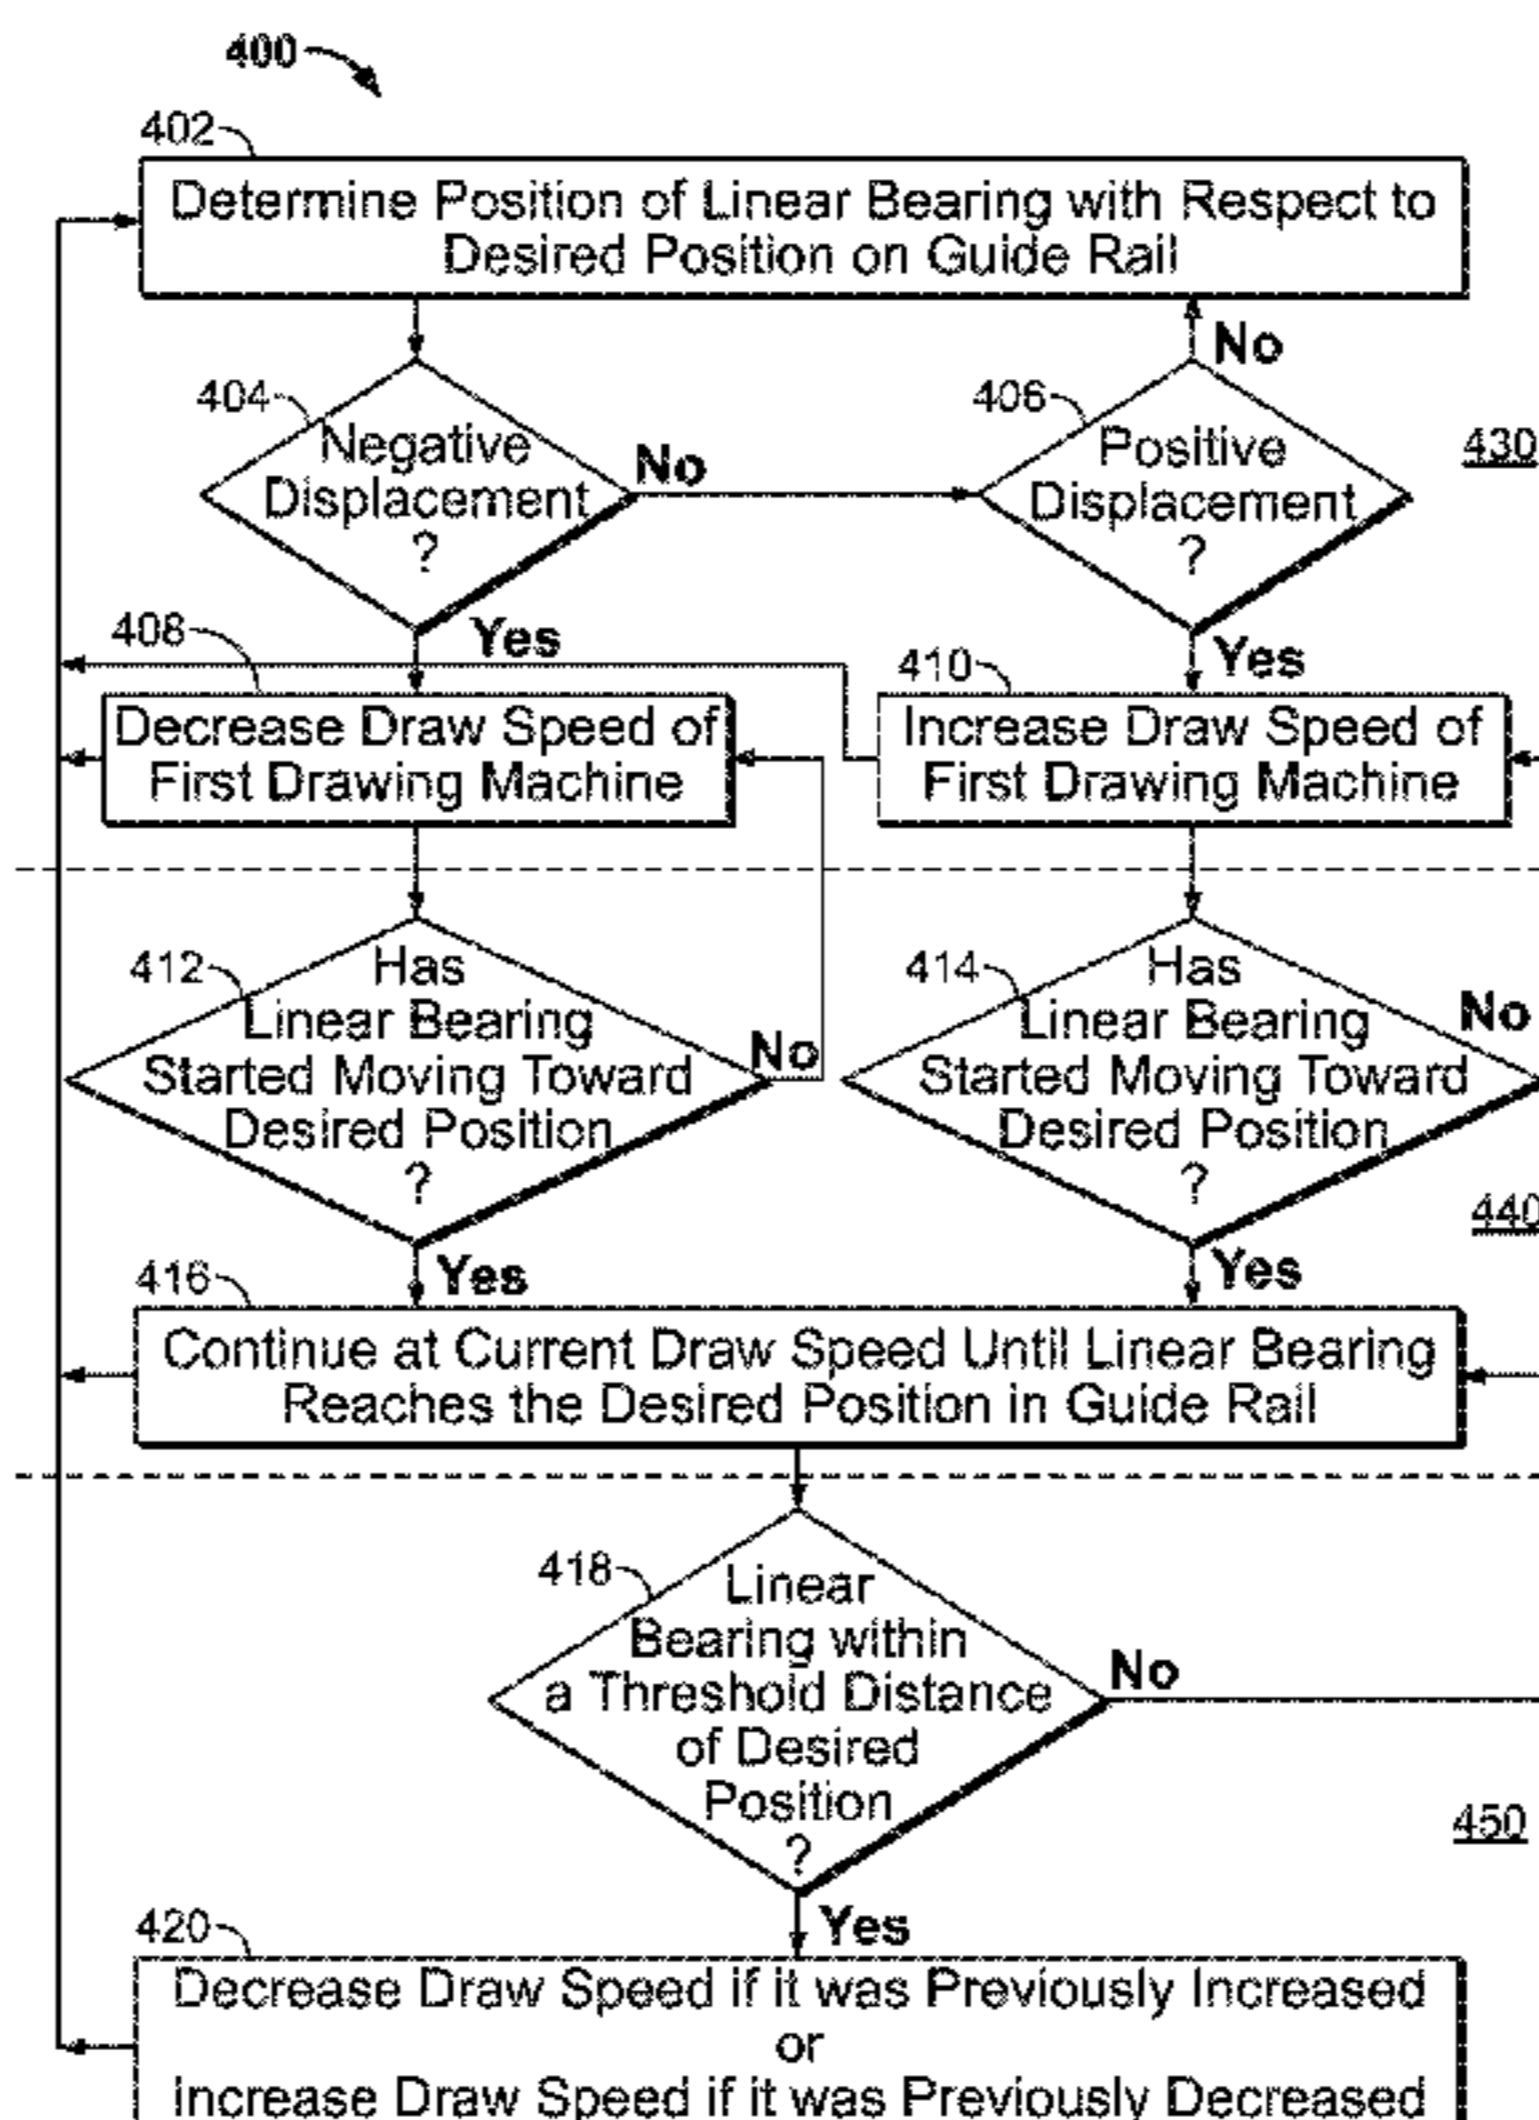 400
402
Determine Position of Linear Bearing with Respect to
Desired Position on Guide Rail
No
404
Negative
Displacement
?
No
406
Positive
Displacement
?
430
Yes
Yes
408
Decrease Draw Speed of
First Drawing Machine
410
Increase Draw Speed of
First Drawing Machine
412
Has
Linear Bearing
Started Moving Toward
Desired Position
?
No
414
Has
Linear Bearing
Started Moving Toward
Desired Position
?
No
440
Yes
Yes
416
Continue at Current Draw Speed Until Linear Bearing
Reaches the Desired Position in Guide Rail
418
Linear
Bearing within
a Threshold Distance
of Desired
Position
?
No
450
Yes
420
Decrease Draw Speed if it was Previously Increased
or
Increase Draw Speed if it was Previously Decreased